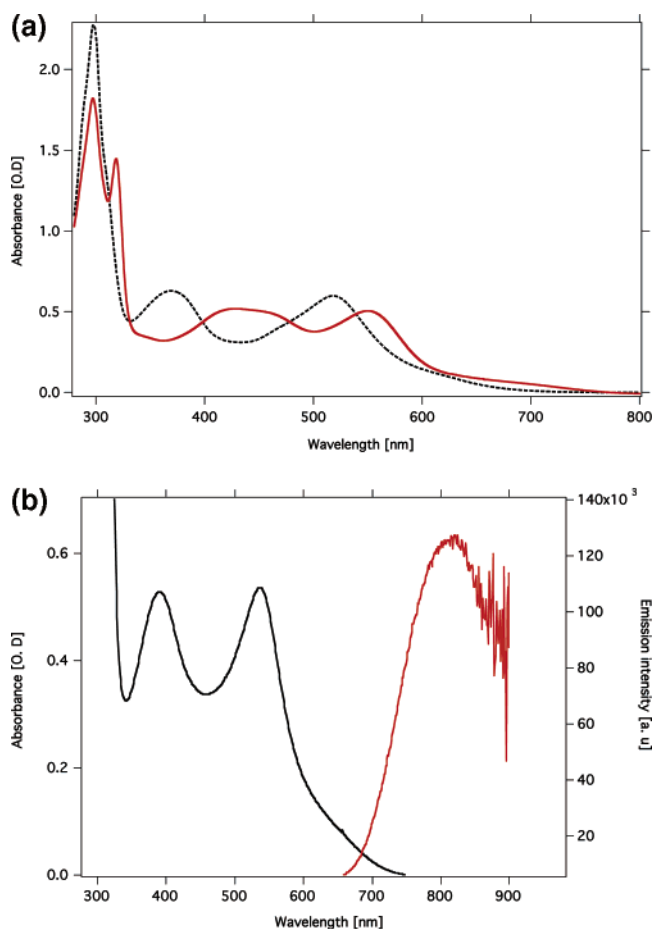 (a)
2.0
1.5
1.0
0.5
0.0
Absorbance [O.D]
300 400 500 600 700 800
Wavelength [nm]
(b)
0.6
0.4
0.2
0.0
Absorbance [O. D]
140x10 3
120
100
80
60
40
20
Emission intensity [a. u]
300 400 500 600 700 800 900
Wavelength [nm]